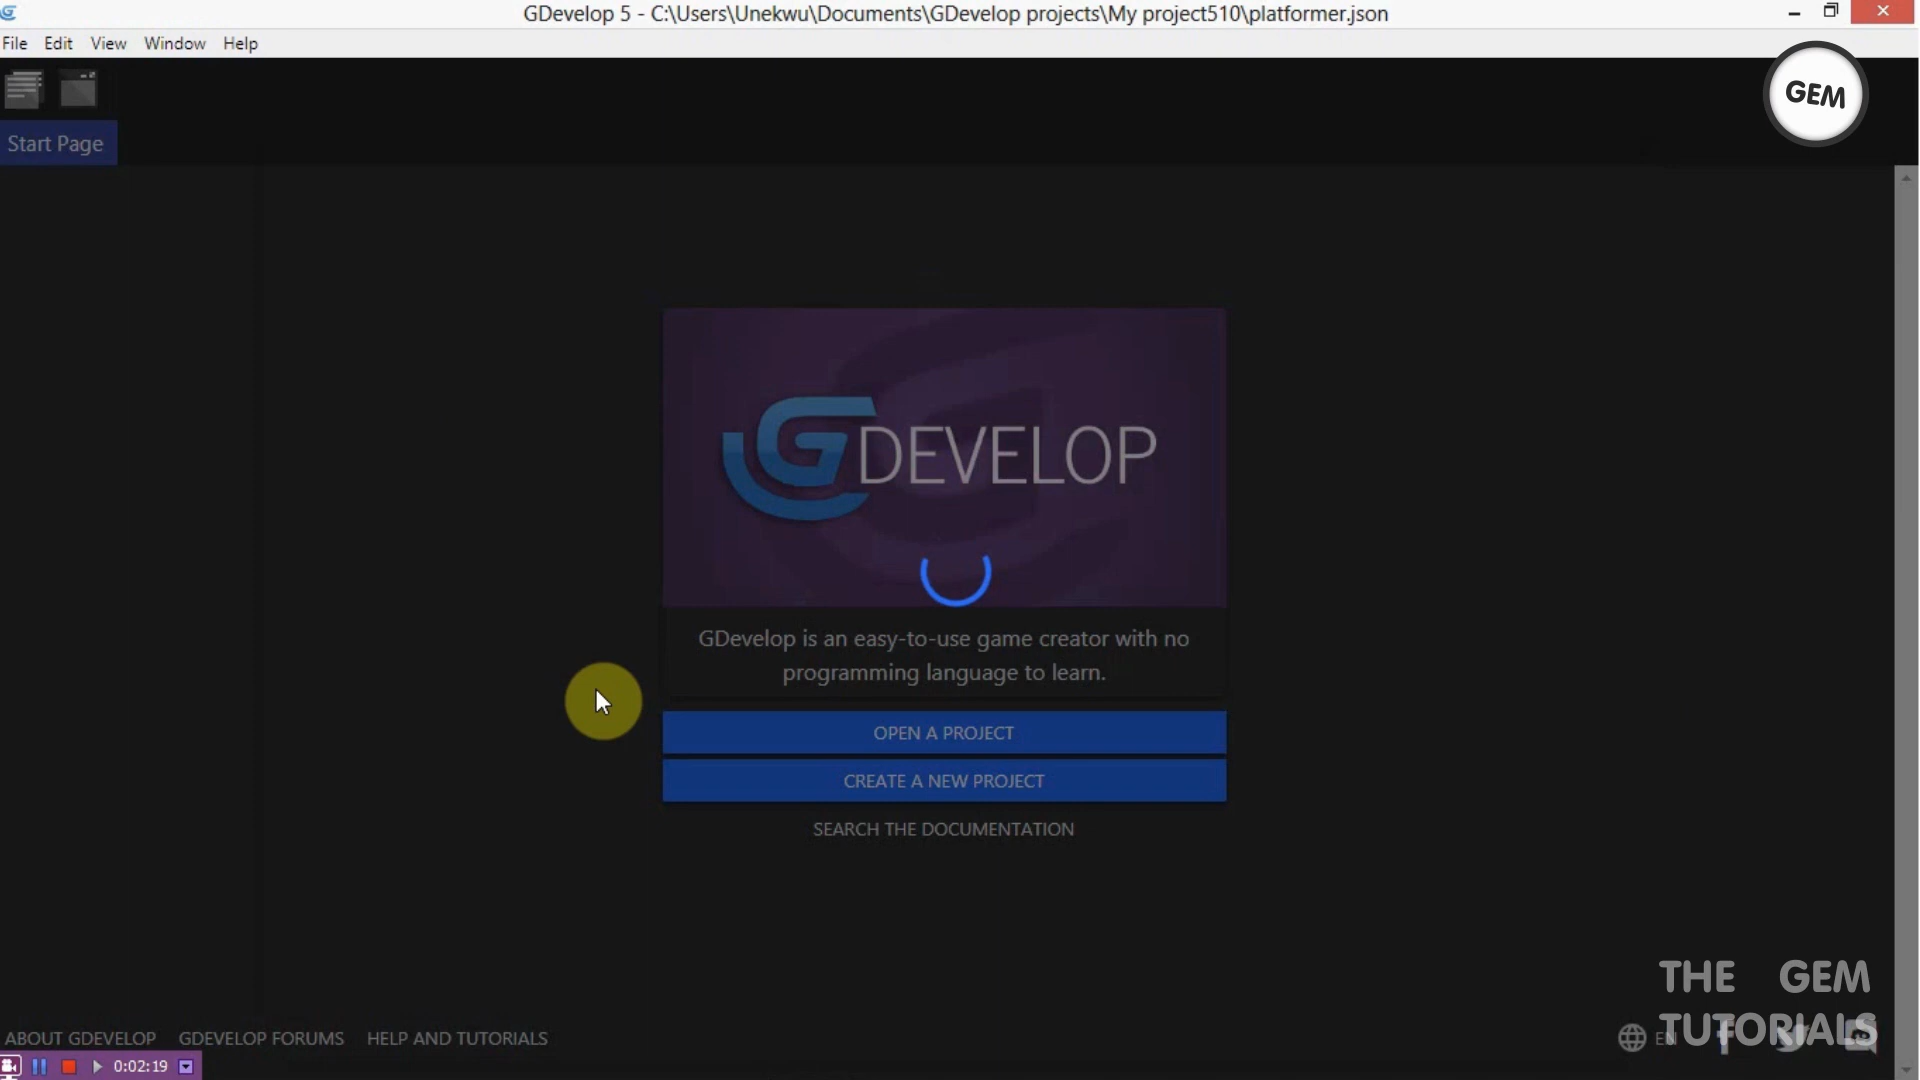 GDevelop 5 - C:\Users\Unekwu\Documents\GDevelop projects\My project510\platformer.json
File Edit View Window Help
GEM
Start Page
GDEVELOP
GDevelop is an easy-to-use game creator with no
programming language to learn.
OPEN A PROJECT
CREATE A NEW PROJECT
SEARCH THE DOCUMENTATION
THE GEM
TUTORIALS
ABOUT GDEVELOP GDEVELOP FORUMS HELP AND TUTORIALS
EN
0:02:19